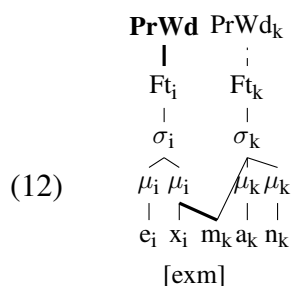 PrWd PrWdₖ
Ftᵢ Ftₖ
σᵢ σₖ
(12) μᵢ μᵢ μₖ μₖ
eᵢ xᵢ mₖ aₖ nₖ
[exm]